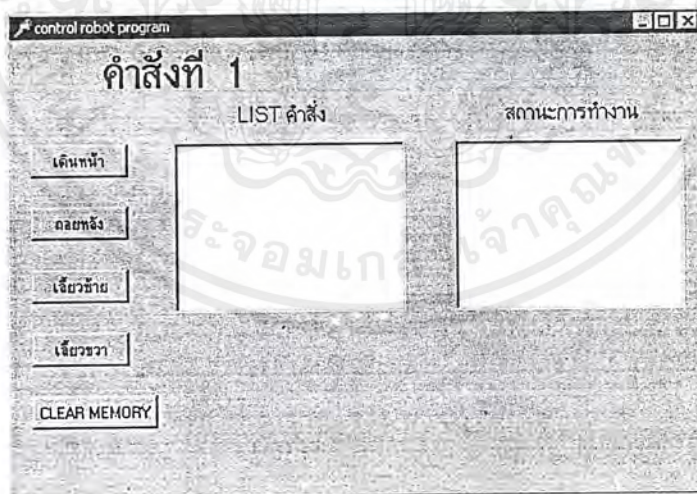 control robot program
คำสั่งที่ 1
LIST คำสั่ง
สถานะการทำงาน
เดินหน้า
ถอยหลัง
เลี้ยวซ้าย
เลี้ยวขวา
CLEAR MEMORY